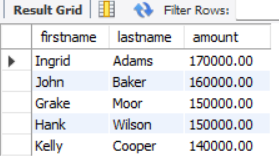 Result Grid Filter Rows:
firstname lastname amount
Ingrid Adams 170000.00
John Baker 160000.00
Grake Moor 150000.00
Hank Wilson 150000.00
Kelly Cooper 140000.00